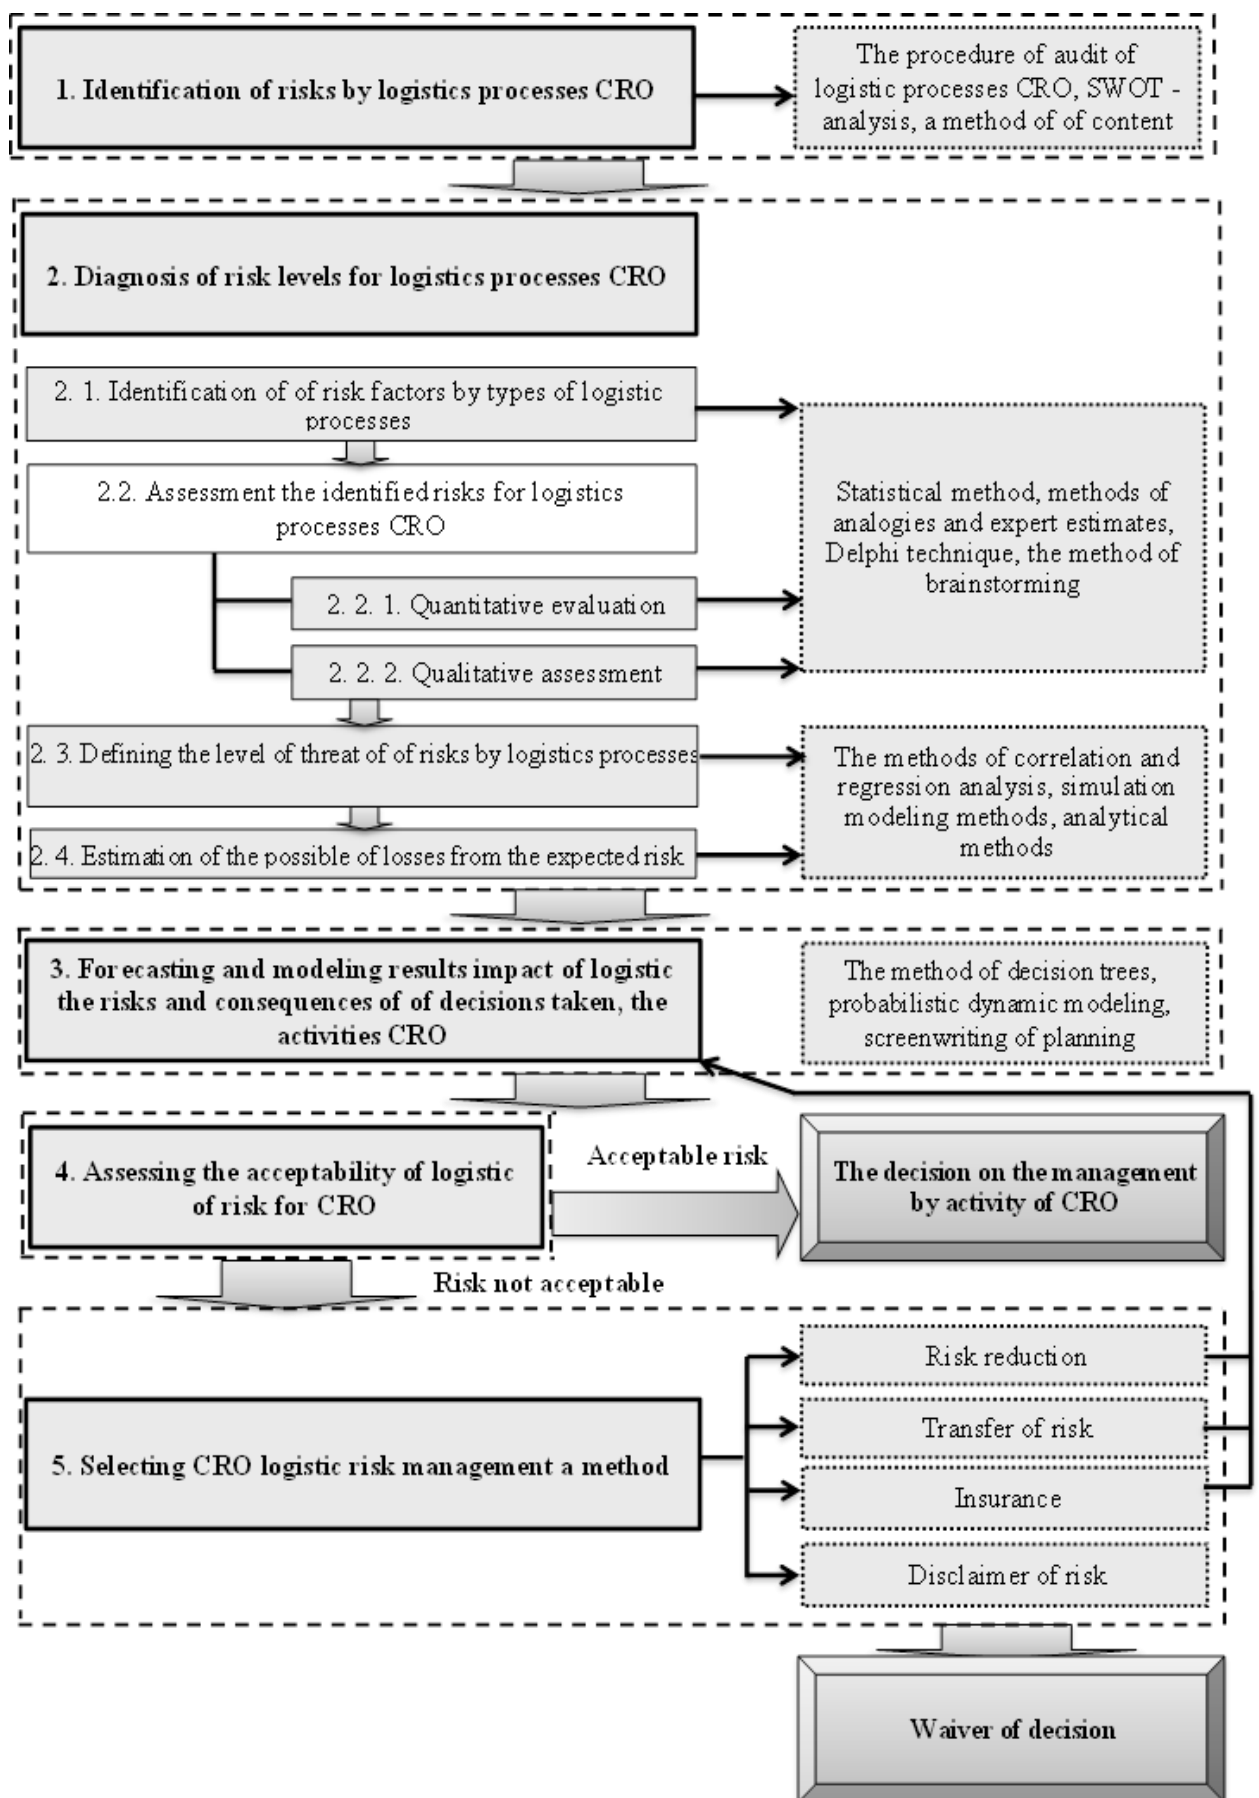 1. Identification of risks by logistics processes CRO
The procedure of audit of
logistic processes CRO, SWOT -
analysis, a method of of content
2. Diagnosis of risk levels for logistics processes CRO
2. 1. Identification of of risk factors by types of logistic
processes
2.2. Assessment the identified risks for logistics
processes CRO
Statistical method, methods of
analogies and expert estimates,
Delphi technique, the method of
brainstorming
2. 2. 1. Quantitative evaluation
2. 2. 2. Qualitative assessment
2. 3. Defining the level of threat of of risks by logistics processes
The methods of correlation and
regression analysis, simulation
modeling methods, analytical
methods
2. 4. Estimation of the possible of losses from the expected risk
3. Forecasting and modeling results impact of logistic
the risks and consequences of of decisions taken, the
activities CRO
The method of decision trees,
probabilistic dynamic modeling,
screenwriting of planning
4. Assessing the acceptability of logistic
of risk for CRO
Acceptable risk
The decision on the management
by activity of CRO
Risk not acceptable
5. Selecting CRO logistic risk management a method
Risk reduction
Transfer of risk
Insurance
Disclaimer of risk
Waiver of decision